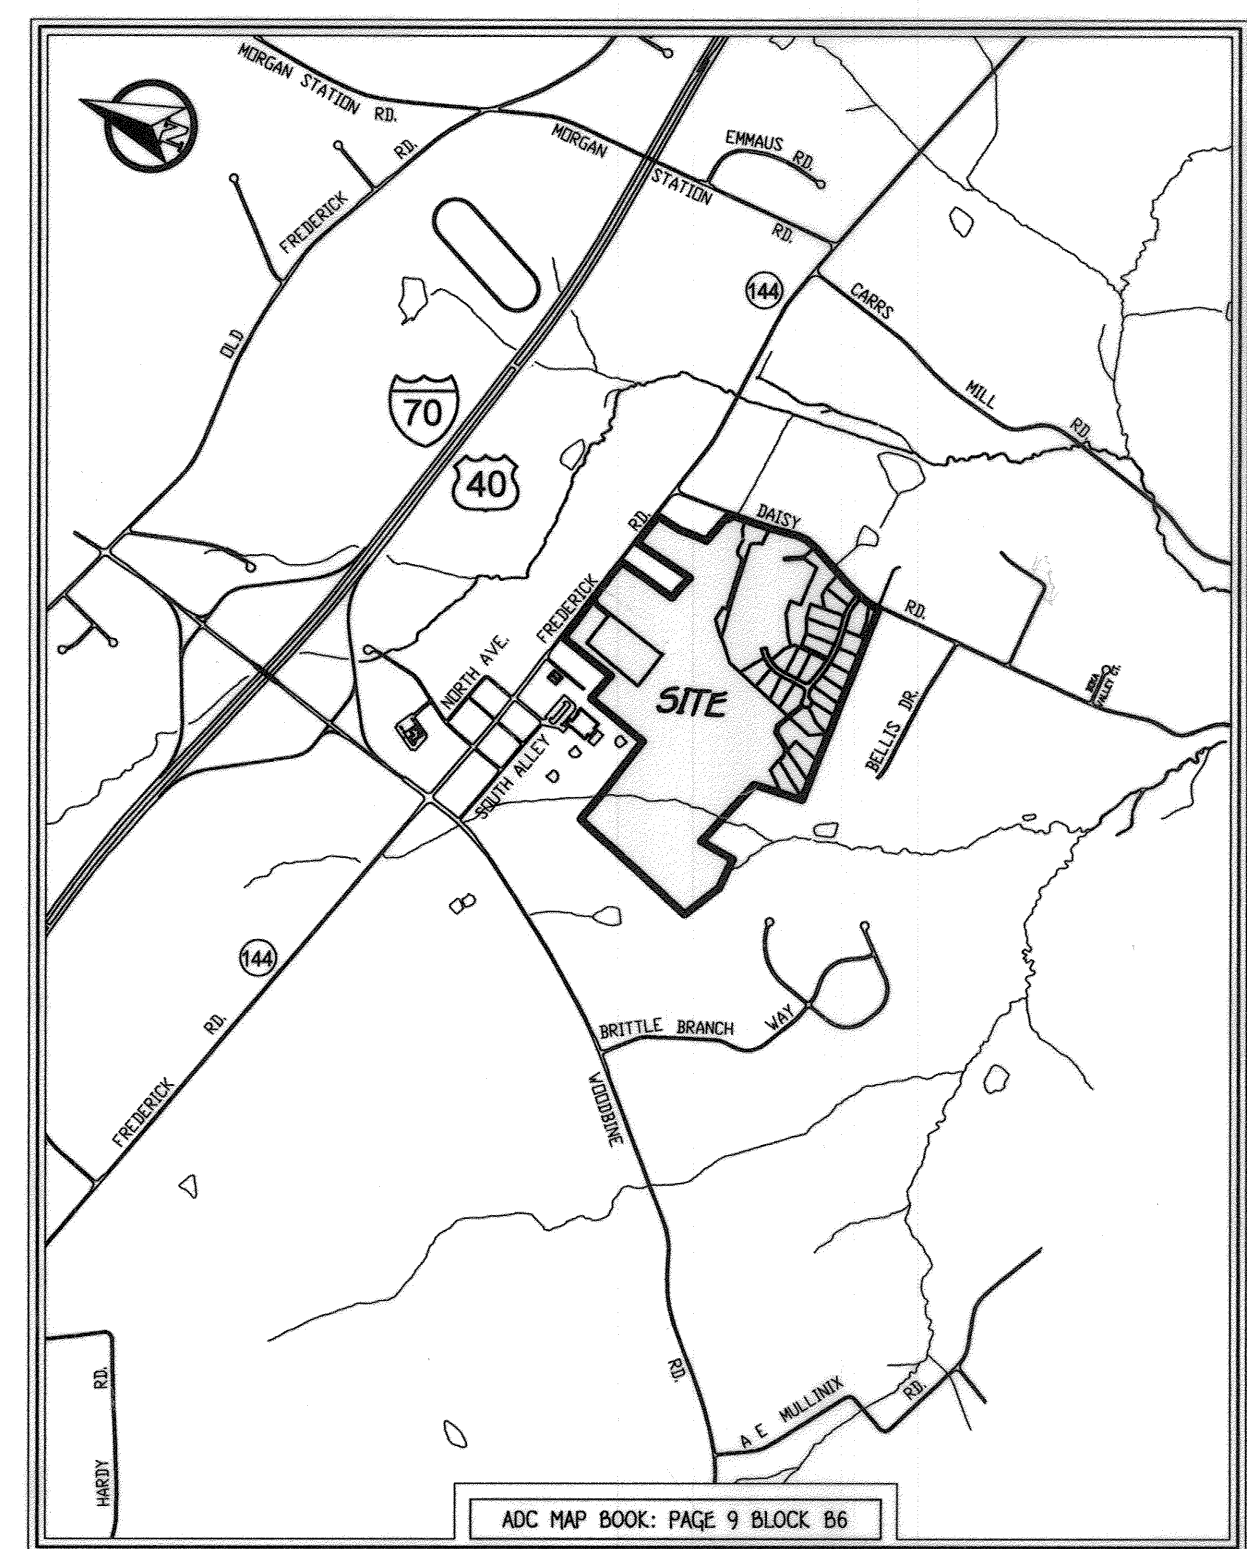 MORGAN STATION RD.
N
OLD FREDERICK RD.
MORGAN STATION RD.
EMMAUS RD.
144
CARRS MILL RD.
70
40
FREDERICK RD.
DAISY RD.
NORTH AVE.
SITE
BELLIS DR.
VALLEY CT.
SOUTH ALLEY
144
FREDERICK RD.
BRITTLE BRANCH WAY
WOODBINE RD.
HARDY RD.
A E MULLINIX RD.
ADC MAP BOOK: PAGE 9 BLOCK B6